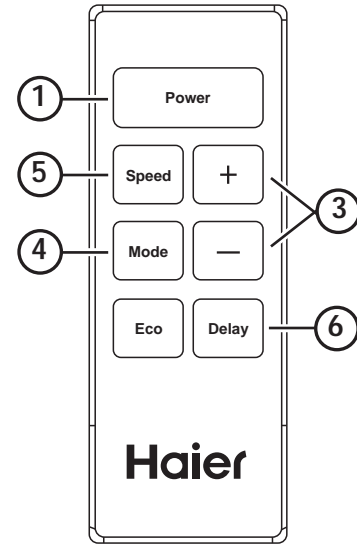 1 Power
5 Speed + 3
4 Mode −
Eco Delay 6
Haier